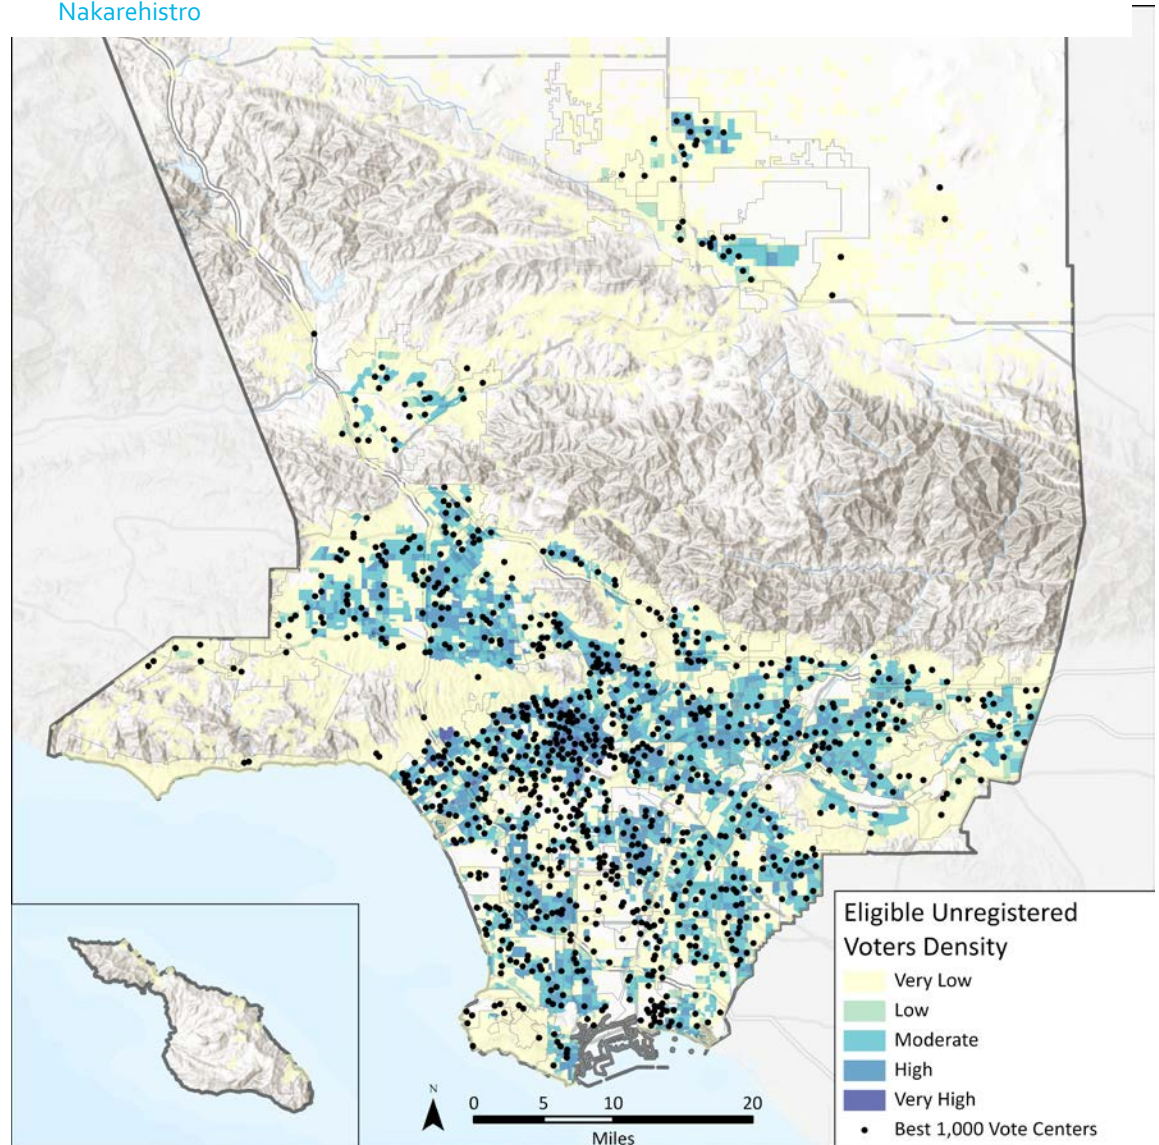 Nakarehistro
Eligible Unregistered
Voters Density
Very Low
Low
Moderate
High
Very High
Best 1,000 Vote Centers
N
0 5 10 20
Miles